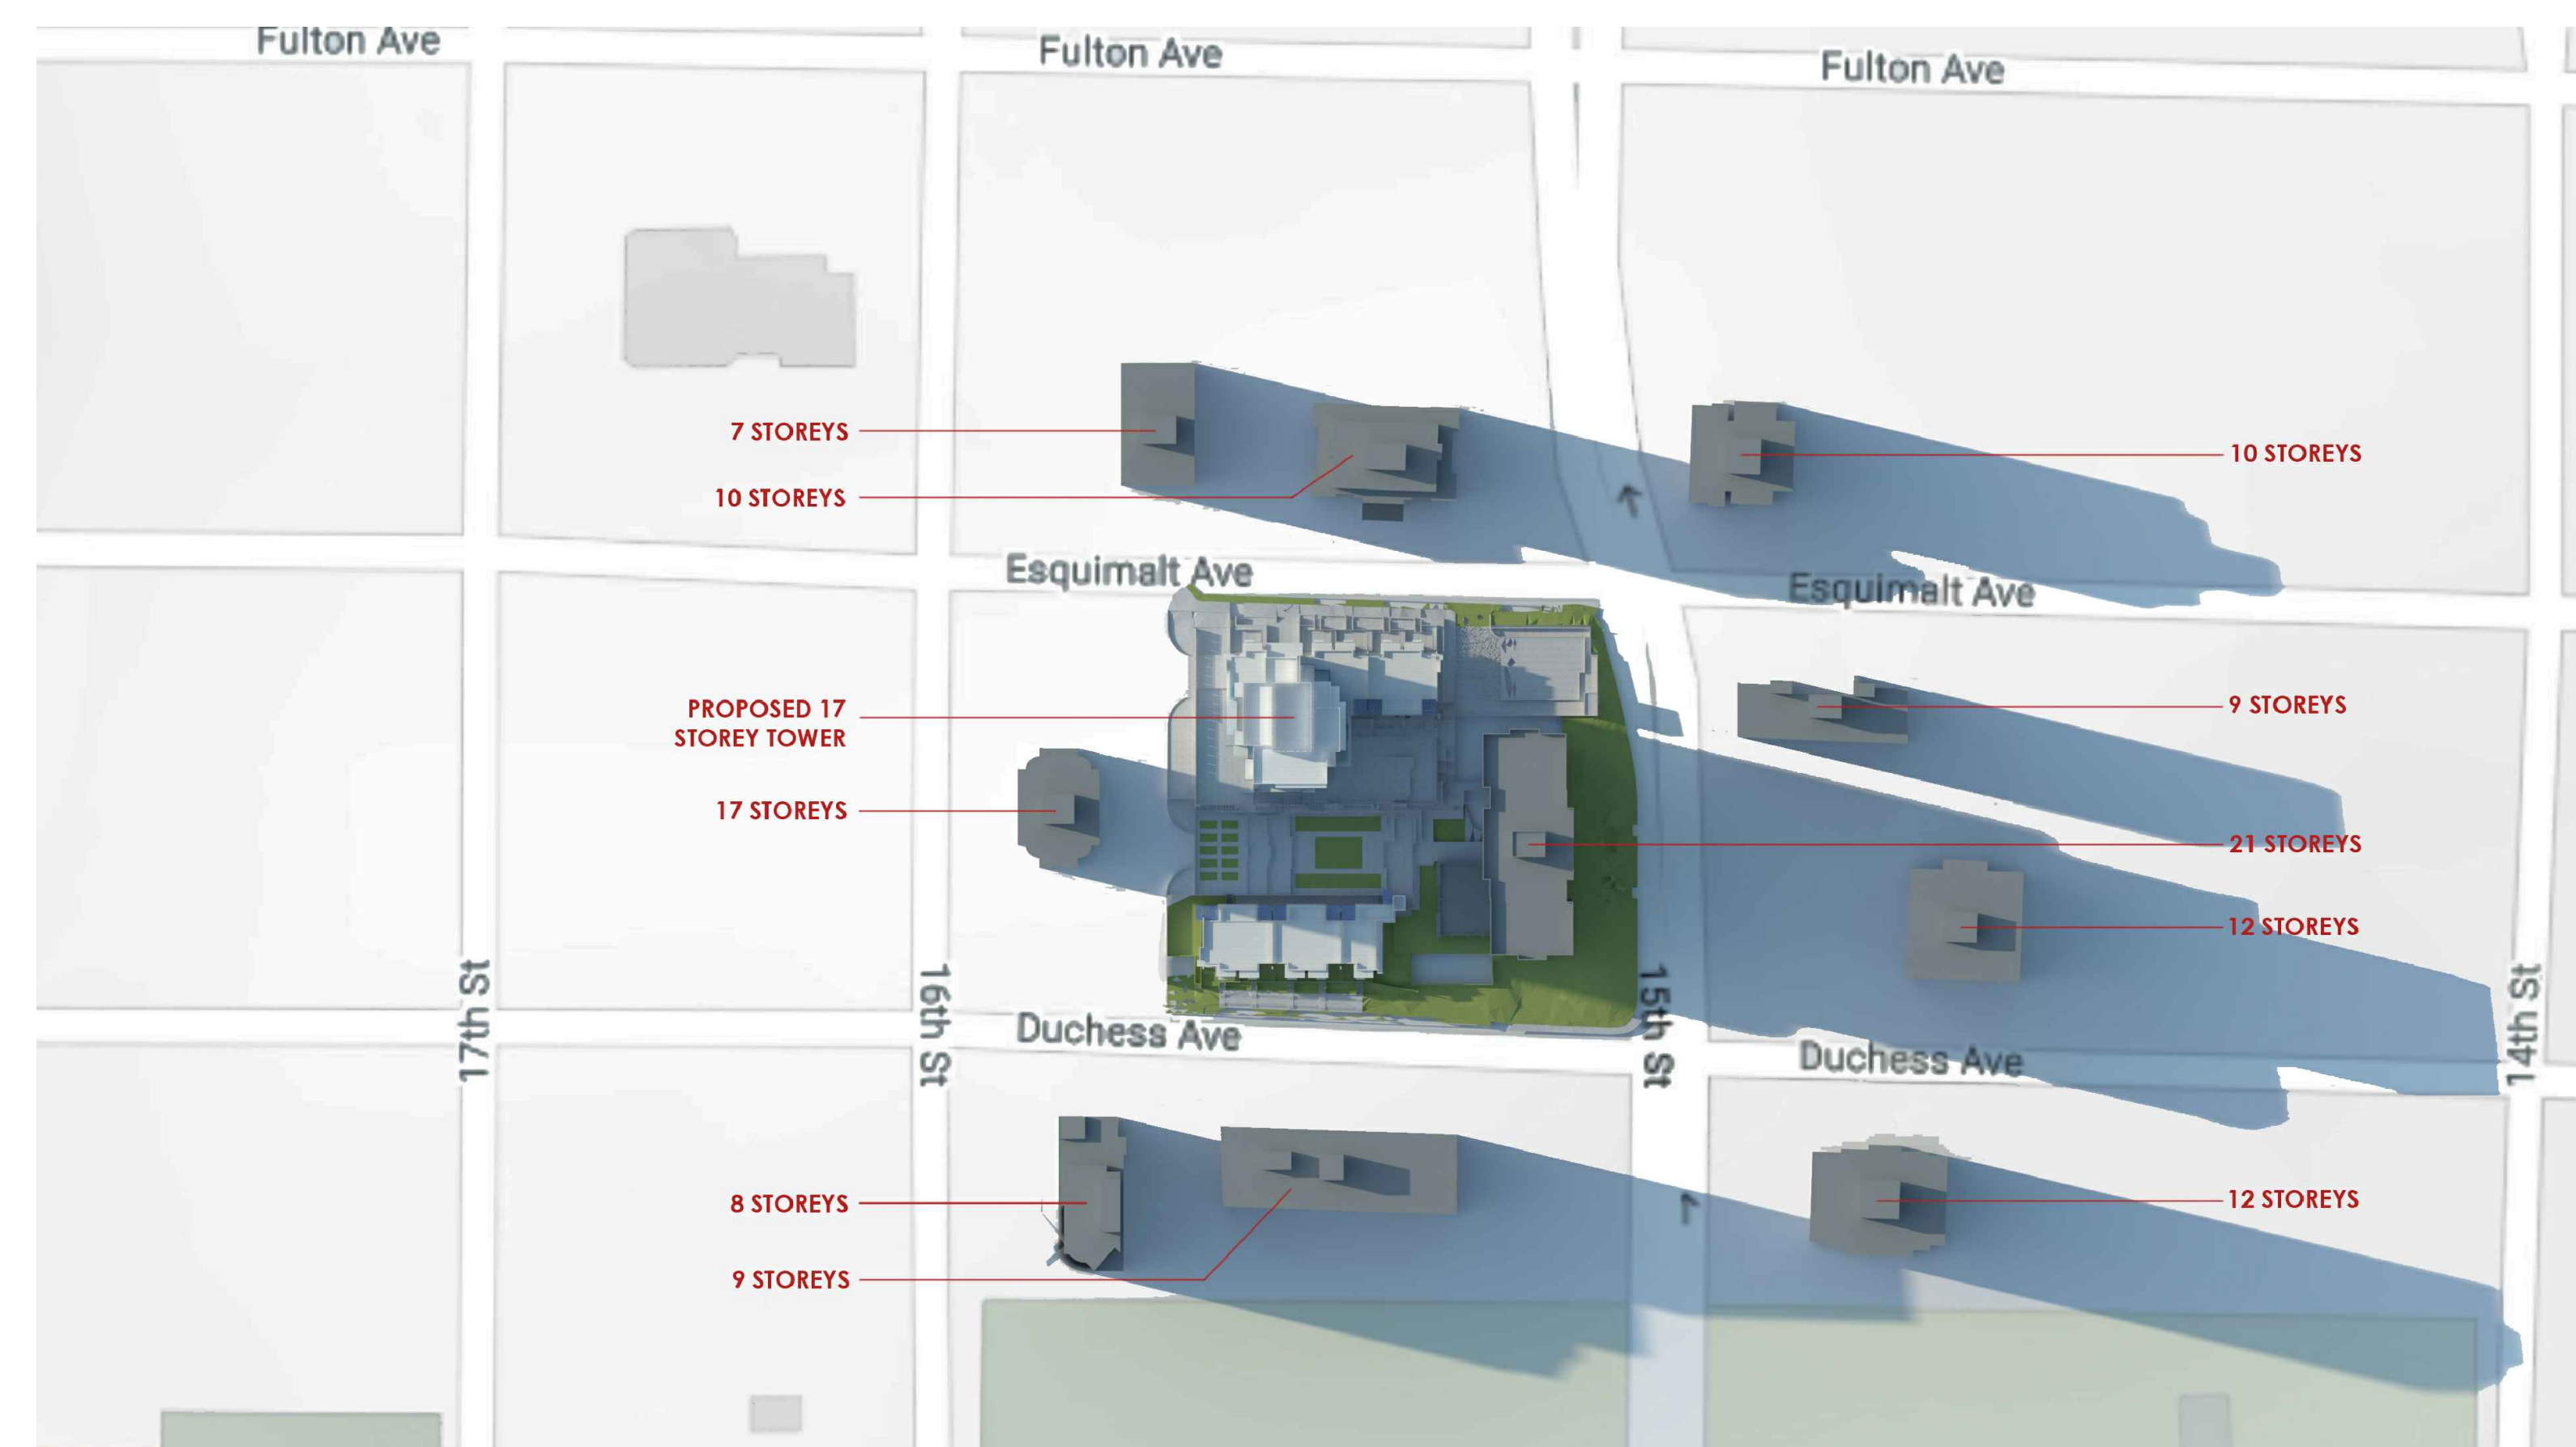 Fulton Ave
Fulton Ave
Fulton Ave
7 STOREYS
10 STOREYS
10 STOREYS
Esquimalt Ave
Esquimalt Ave
PROPOSED 17
STOREY TOWER
9 STOREYS
17 STOREYS
21 STOREYS
12 STOREYS
17th St
16th St
15th St
14th St
Duchess Ave
Duchess Ave
8 STOREYS
12 STOREYS
9 STOREYS